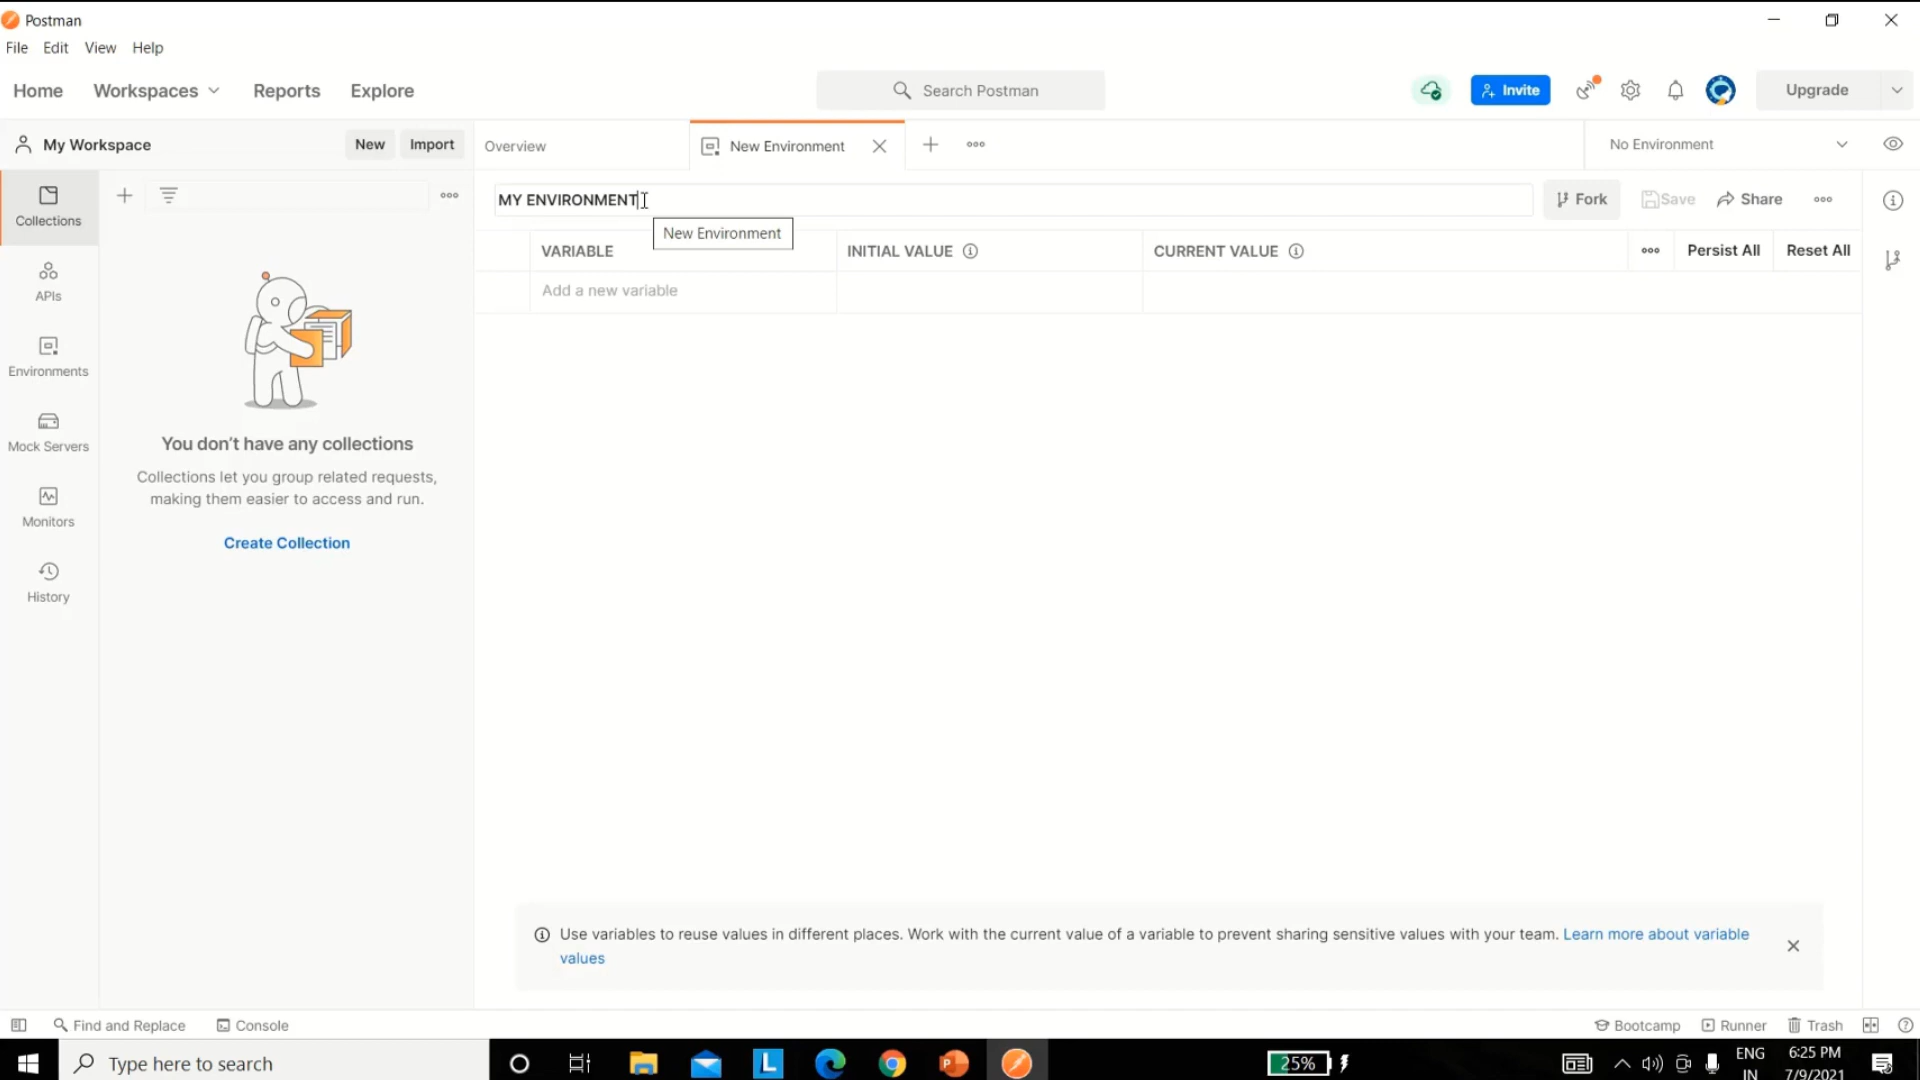 Postman
File Edit View Help
Home Workspaces Reports Explore
Search Postman
Invite
Upgrade
My Workspace
New Import
Overview
New Environment
No Environment
Collections
MY ENVIRONMENT
Fork Save Share
New Environment
VARIABLE INITIAL VALUE CURRENT VALUE Persist All Reset All
Add a new variable
APIs
Environments
Mock Servers
Monitors
History
You don't have any collections
Collections let you group related requests,
making them easier to access and run.
Create Collection
Use variables to reuse values in different places. Work with the current value of a variable to prevent sharing sensitive values with your team. Learn more about variable
values
Find and Replace Console
Bootcamp Runner Trash
Type here to search
L
P
25%
ENG
IN
6:25 PM
7/9/2021